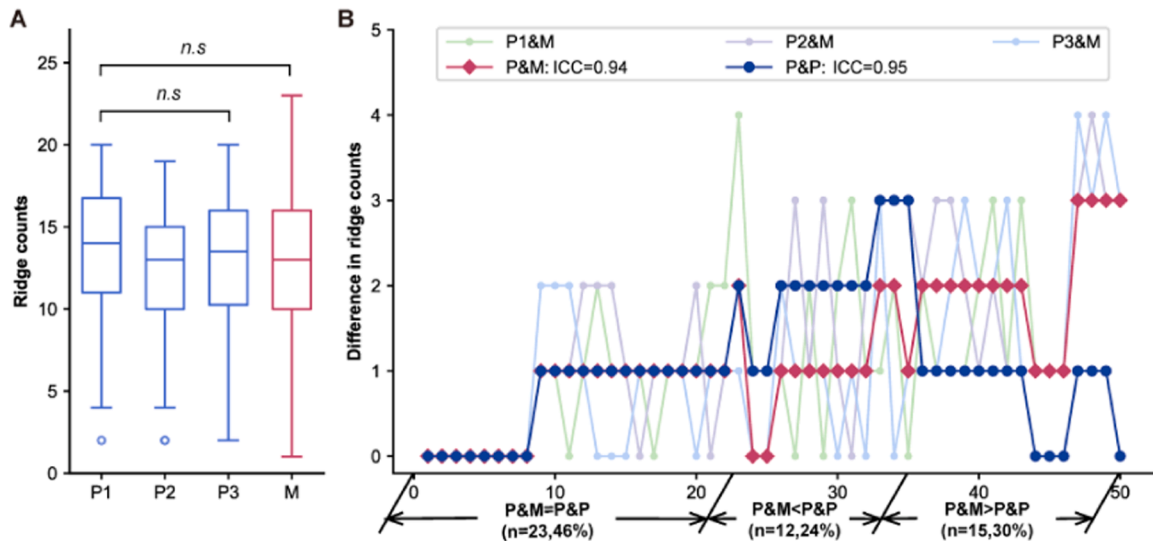 A
Ridge counts
25
20
15
10
5
0
n.s
n.s
P1 P2 P3 M
B
Difference in ridge counts
5
4
3
2
1
0
P1&M P2&M P3&M
P&M: ICC=0.94 P&P: ICC=0.95
0 10 20 30 40 50
P&M=P&P P&M<P&P P&M>P&P
(n=23,46%) (n=12,24%) (n=15,30%)